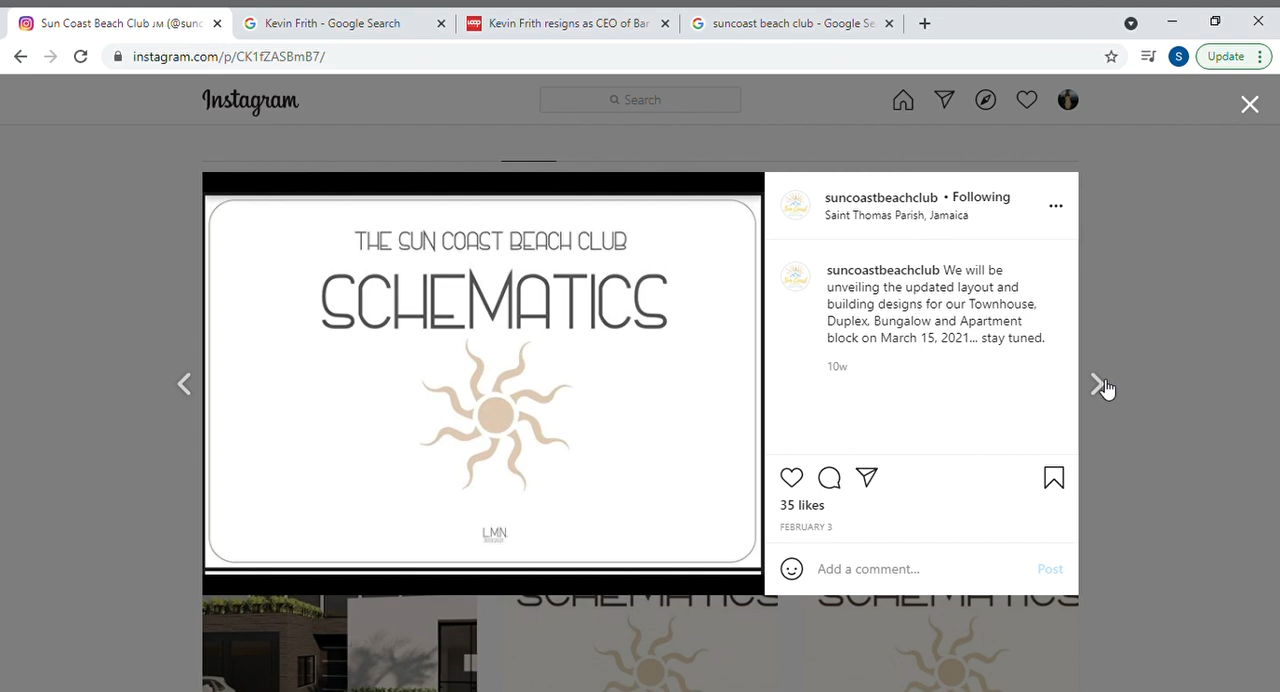 Sun Coast Beach Club ᴊᴍ (@sunc
Kevin Frith - Google Search
Kevin Frith resigns as CEO of Bar
suncoast beach club - Google Se
instagram.com/p/CK1fZASBmB7/
S
Update
Instagram
Search
THE SUN COAST BEACH CLUB
SCHEMATICS
LMN
suncoastbeachclub • Following
Saint Thomas Parish, Jamaica
suncoastbeachclub We will be
unveiling the updated layout and
building designs for our Townhouse,
Duplex, Bungalow and Apartment
block on March 15, 2021... stay tuned.
10w
35 likes
FEBRUARY 3
Add a comment...
Post
SCHEMATICS
SCHEMATICS